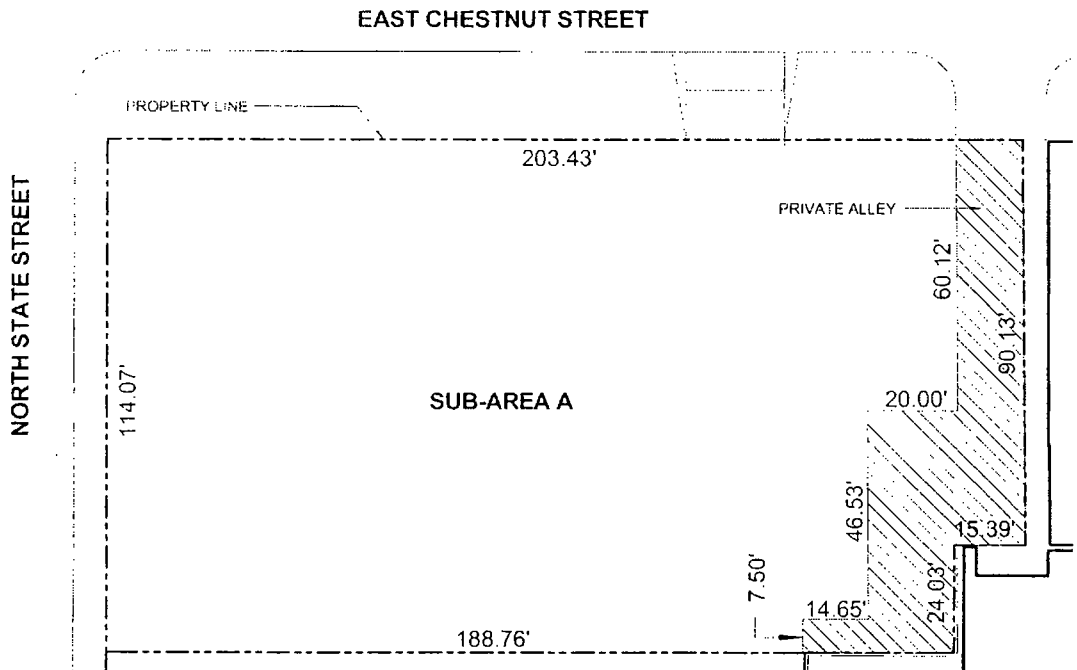 EAST CHESTNUT STREET
PROPERTY LINE
203.43'
NORTH STATE STREET
PRIVATE ALLEY
60.12'
90.13'
114.07'
SUB-AREA A
20.00'
46.53'
15.39'
7.50'
14.65'
24.03'
188.76'